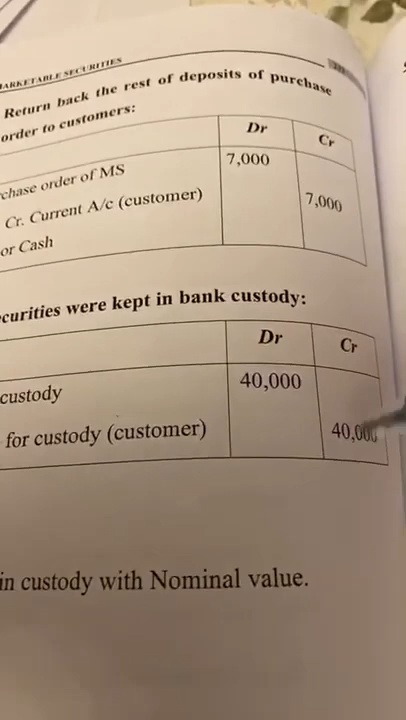 MARKETABLE SECURITIES
Return back the rest of deposits of purchase
order to customers:
Dr Cr
chase order of MS 7,000
Cr. Current A/c (customer) 7,000
or Cash
ecurities were kept in bank custody:
Dr Cr
custody 40,000
for custody (customer) 40,000
in custody with Nominal value.